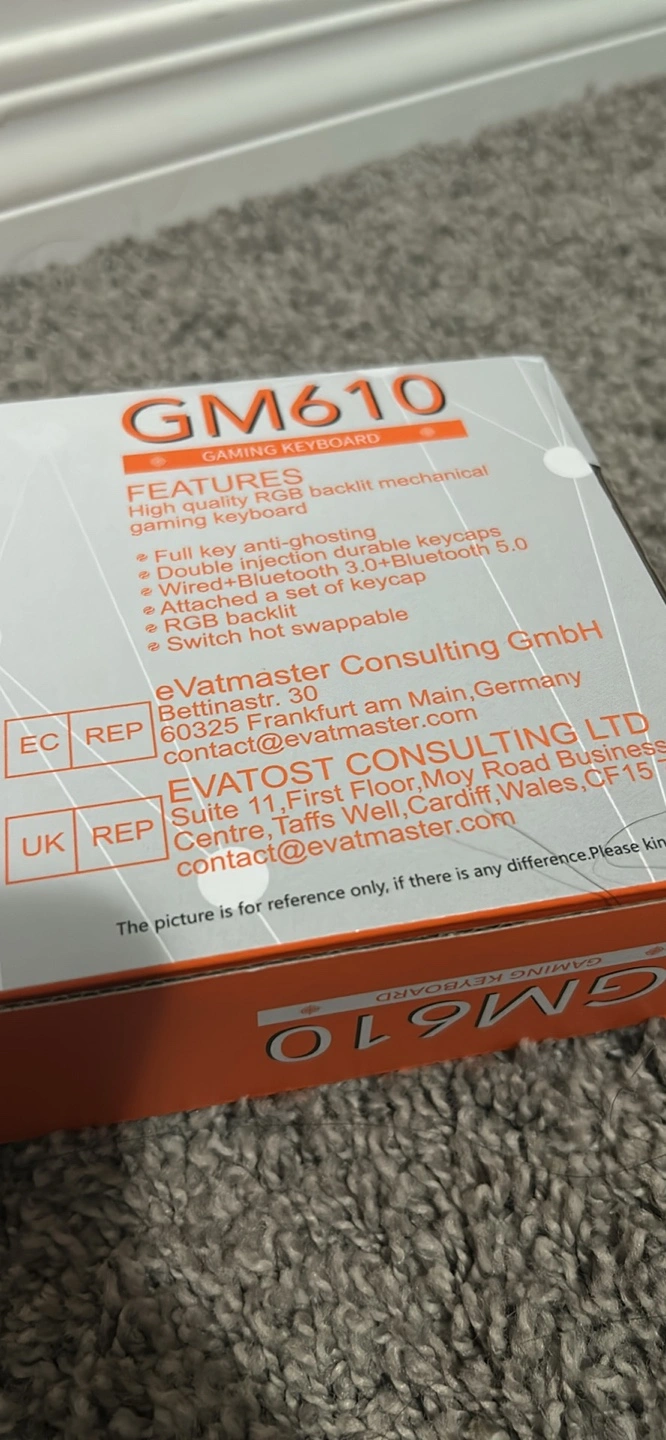 GM610
GAMING KEYBOARD
FEATURES
High quality RGB backlit mechanical
gaming keyboard
Full key anti-ghosting
Double injection durable keycaps
Wired+Bluetooth 3.0+Bluetooth 5.0
Attached a set of keycap
RGB backlit
Switch hot swappable
EC REP
eVatmaster Consulting GmbH
Bettinastr. 30
60325 Frankfurt am Main,Germany
contact@evatmaster.com
UK REP
EVATOST CONSULTING LTD
Suite 11,First Floor,Moy Road Business
Centre,Taffs Well,Cardiff,Wales,CF15
contact@evatmaster.com
The picture is for reference only, if there is any difference.Please kin
GAMING KEYBOARD
GM610